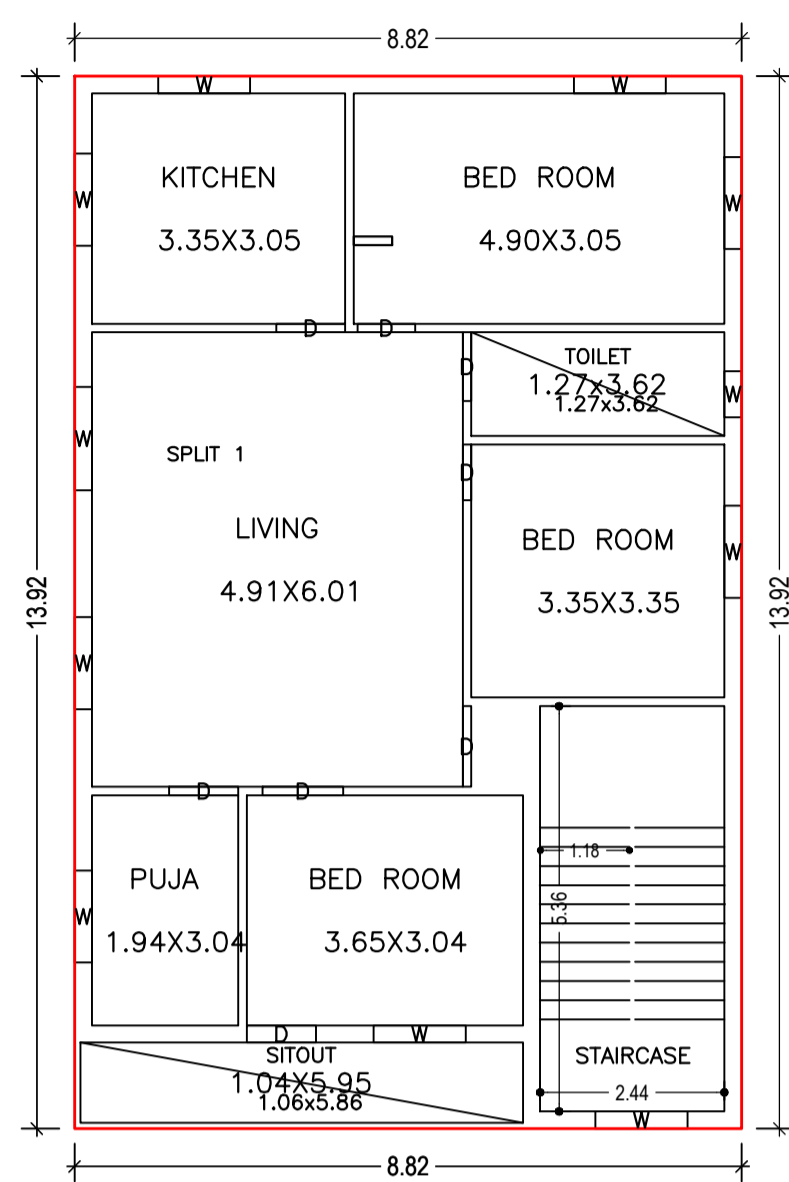 8.82
W W
KITCHEN BED ROOM
W W
3.35X3.05 4.90X3.05
D D
TOILET
D 1.27x3.62 W
1.27x3.62
W
SPLIT 1
D
LIVING BED ROOM
W
4.91X6.01 3.35X3.35
13.92 13.92
W
D
D D
1.18
PUJA BED ROOM
5.36
W
1.94X3.04 3.65X3.04
D W
SITOUT STAIRCASE
1.04X5.95
1.06x5.86 2.44
W
8.82